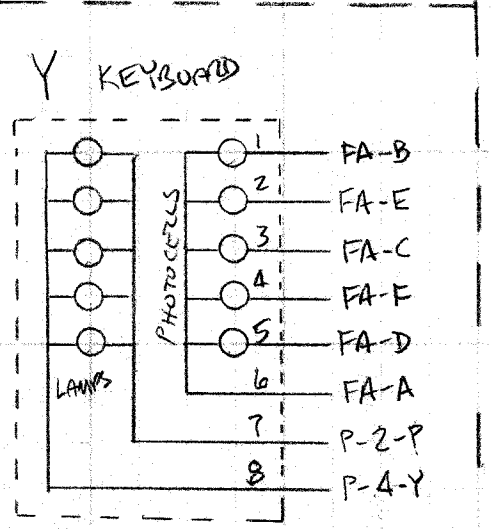 Y KEYBOARD
1 FA-B
2 FA-E
3 FA-C
4 FA-F
5 FA-D
6 FA-A
7 P-2-P
8 P-4-Y
PHOTOCELLS
LAMPS